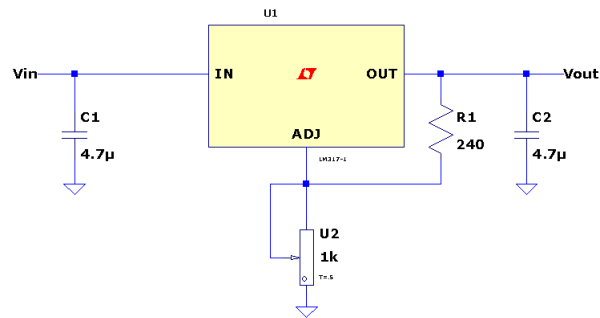 U1
Vin
IN
OUT
Vout
C1
4.7µ
ADJ
LM317-1
R1
240
C2
4.7µ
U2
1k
T=.5